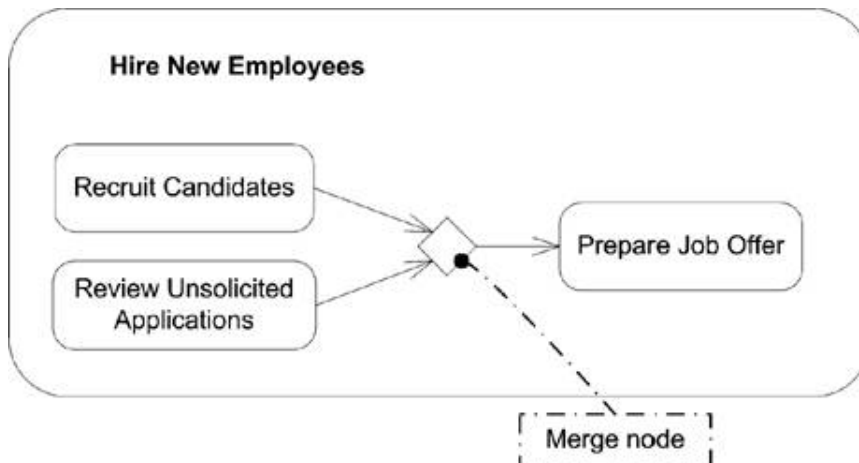 Hire New Employees
Recruit Candidates
Review Unsolicited
Applications
Prepare Job Offer
Merge node